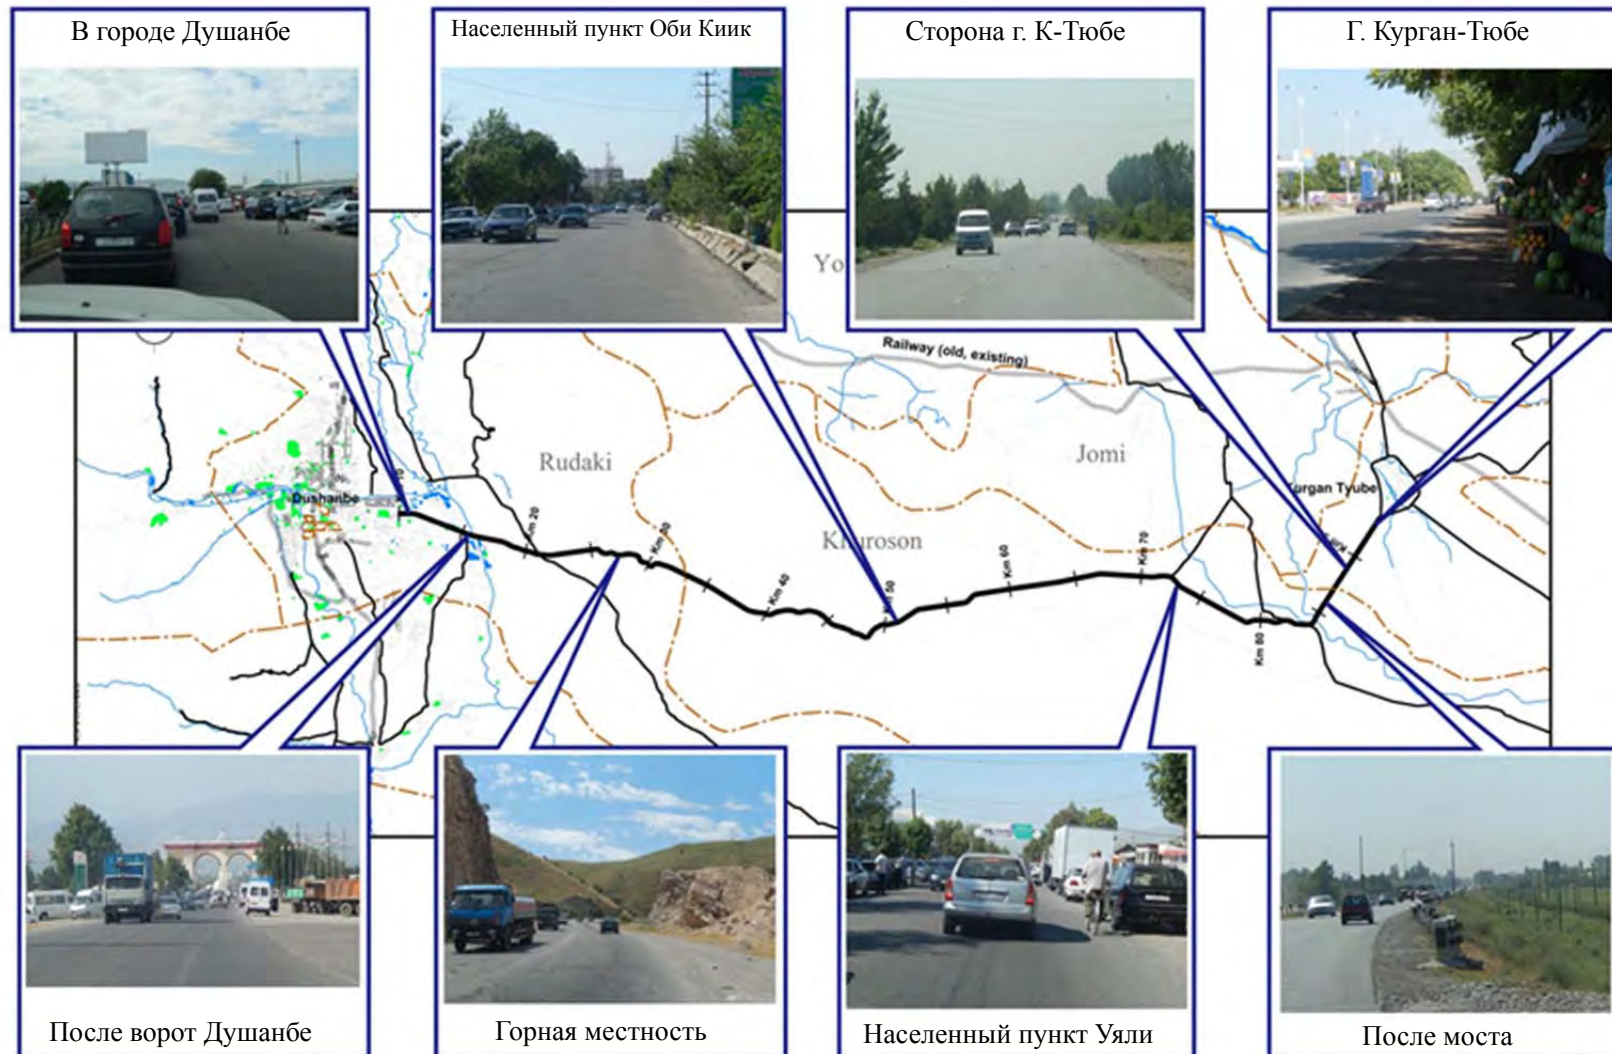 В городе Душанбе
Населенный пункт Оби Киик
Сторона г. К-Тюбе
Г. Курган-Тюбе
Yo
Railway (old, existing)
Rudaki
Jomi
Dushanbe
urgan Tyube
Khuroson
Km 20
Km 30
Km 40
Km 50
Km 60
Km 70
Km 80
После ворот Душанбе
Горная местность
Населенный пункт Уяли
После моста